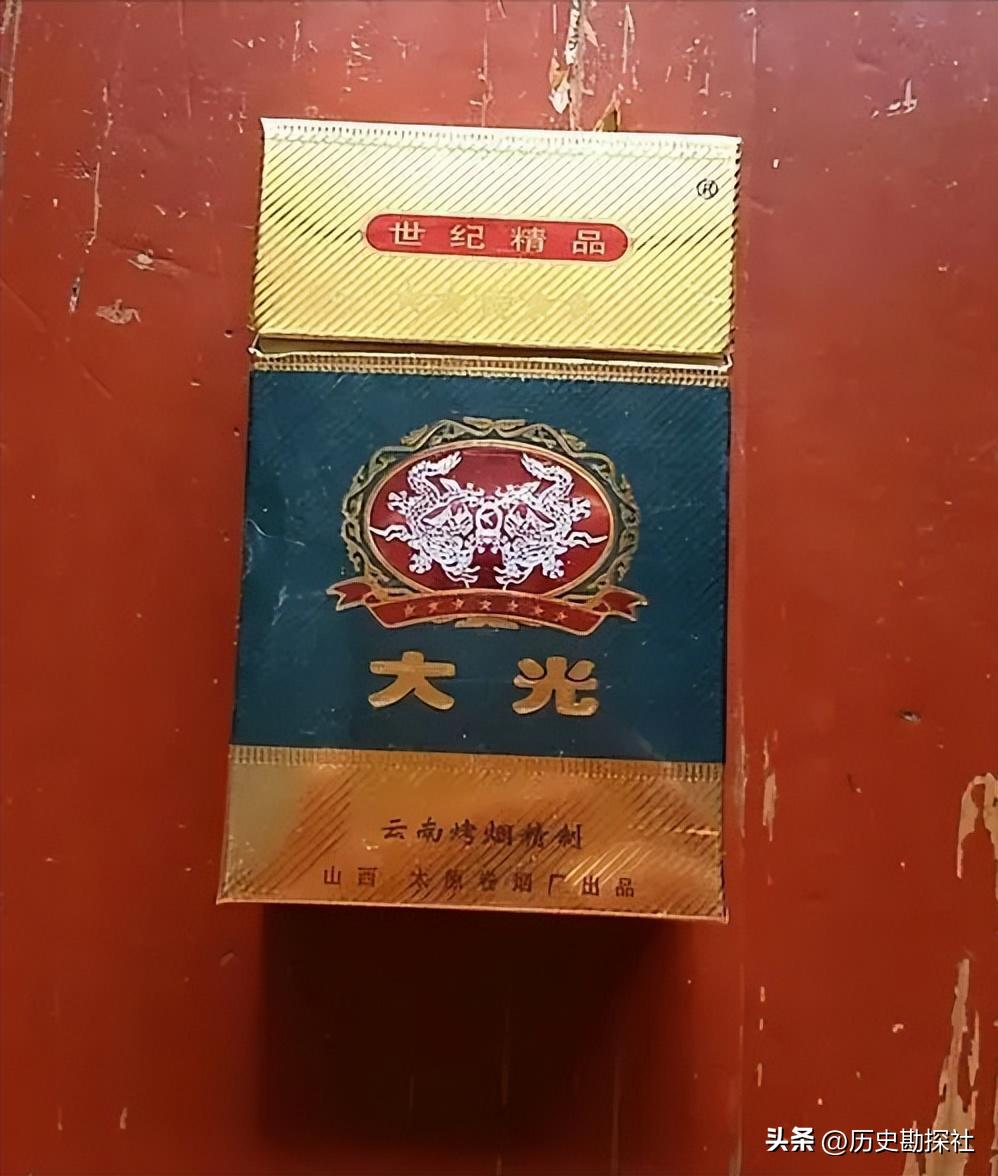 ®
世纪精品
大光
云南烤烟精制
山西 太原卷烟厂出品
头条 @历史勘探社